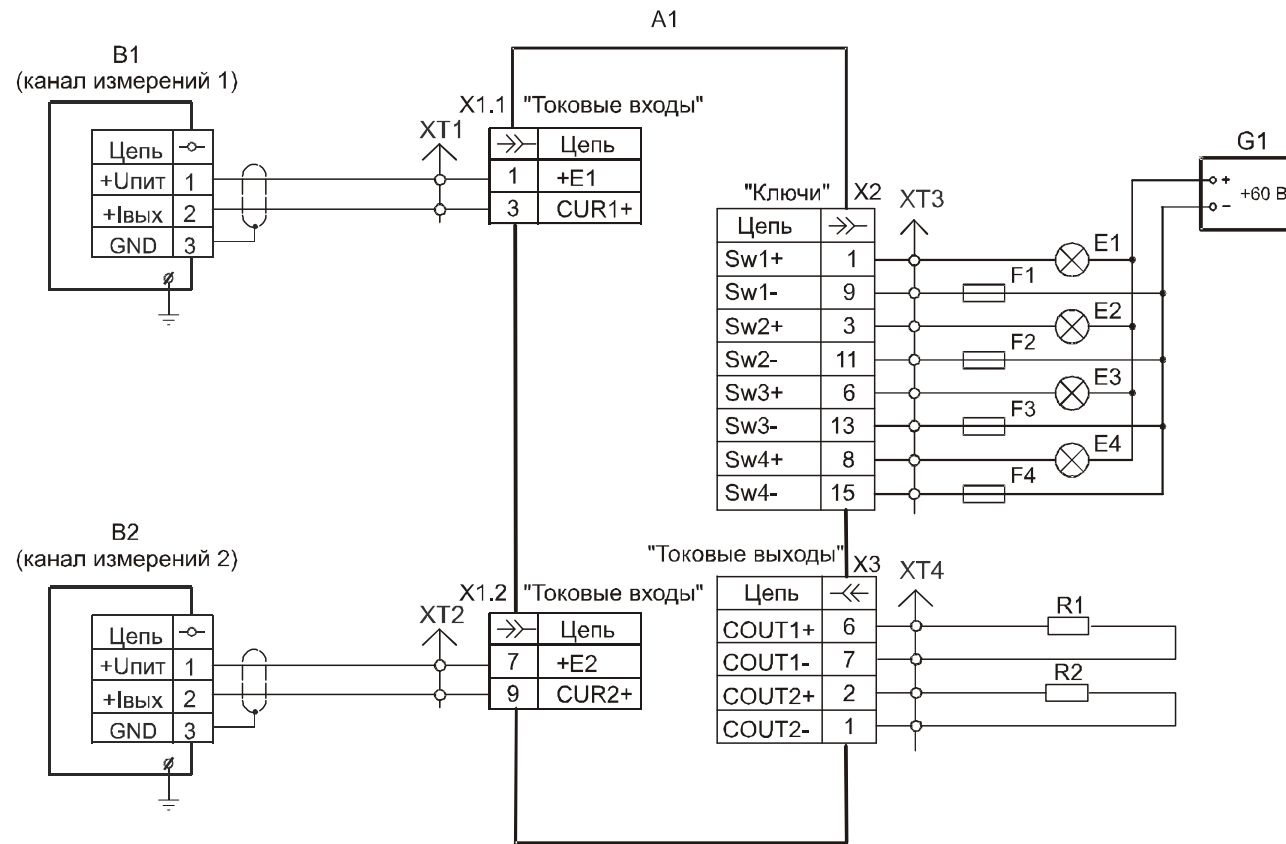 A1
B1
(канал измерений 1)
Цепь
+Uпит 1
+Iвых 2
GND 3
XT1
X1.1 "Токовые входы"
Цепь
1 +E1
3 CUR1+
"Ключи" X2
XT3
Цепь
Sw1+ 1
Sw1- 9
Sw2+ 3
Sw2- 11
Sw3+ 6
Sw3- 13
Sw4+ 8
Sw4- 15
E1
F1
E2
F2
E3
F3
E4
F4
G1
+
+60 В
–
B2
(канал измерений 2)
Цепь
+Uпит 1
+Iвых 2
GND 3
XT2
X1.2 "Токовые входы"
Цепь
7 +E2
9 CUR2+
"Токовые выходы"
X3
XT4
Цепь
COUT1+ 6
COUT1- 7
COUT2+ 2
COUT2- 1
R1
R2